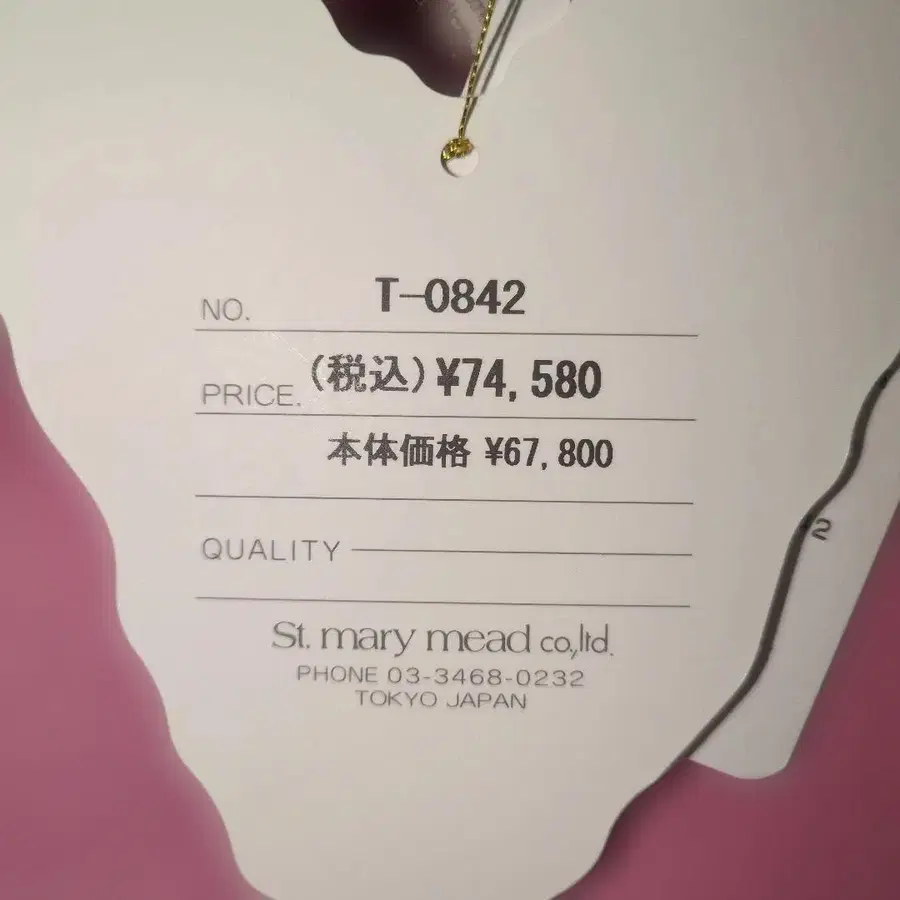 NO. T-0842
PRICE. (税込) ¥74,580
本体価格 ¥67,800
QUALITY
St. mary mead co.,ltd.
PHONE 03-3468-0232
TOKYO JAPAN
2